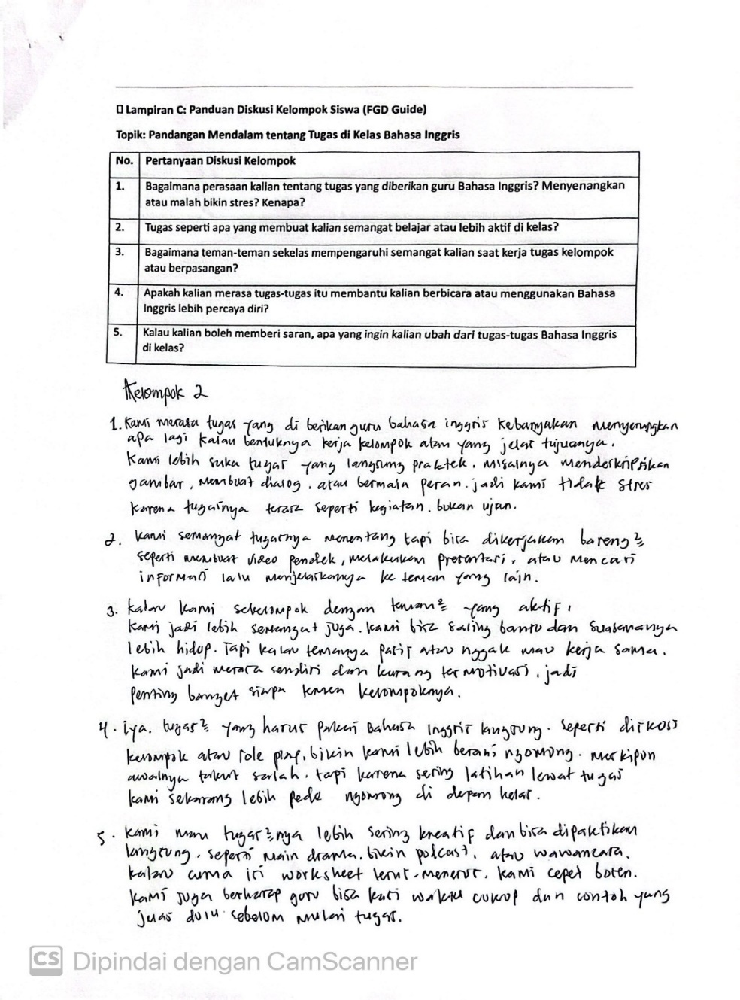 Lampiran C: Panduan Diskusi Kelompok Siswa (FGD Guide)
Topik: Pandangan Mendalam tentang Tugas di Kelas Bahasa Inggris
No. Pertanyaan Diskusi Kelompok
1. Bagaimana perasaan kalian tentang tugas yang diberikan guru Bahasa Inggris? Menyenangkan
atau malah bikin stres? Kenapa?
2. Tugas seperti apa yang membuat kalian semangat belajar atau lebih aktif di kelas?
3. Bagaimana teman-teman sekelas mempengaruhi semangat kalian saat kerja tugas kelompok
atau berpasangan?
4. Apakah kalian merasa tugas-tugas itu membantu kalian berbicara atau menggunakan Bahasa
Inggris lebih percaya diri?
5. Kalau kalian boleh memberi saran, apa yang ingin kalian ubah dari tugas-tugas Bahasa Inggris
di kelas?
Kelompok 2
1. Kami merasa tugas yang di berikan guru bahasa inggris kebanyakan menyenangkan
apa lagi kalau bentuknya kerja kelompok atau yang jelas tujuanya.
Kami lebih suka tugas yang langsung praktek. misalnya mendeskripsikan
gambar, membuat dialog, atau bermain peran. jadi kami tidak stres
karena tugasnya terasa seperti kegiatan. bukan ujan.
2. kami semangat tugasnya menentang tapi bisa dikerjakan bareng²
seperti membuat video pendek, melakukan presentasi, atau mencari
informasi lalu menjelaskannya ke teman yang lain.
3. kalau kami sekelompok dengan teman² yang aktif,
kami jadi lebih semangat juga. kami bisa saling bantu dan suasananya
lebih hidup. Tapi kalau temanya pasif atau nggak mau kerja sama.
kami jadi merasa sendiri dan kurang termotivasi. jadi
penting banget siapa kelompoknya.
4. iya. tugas² yang harus pakai Bahasa Inggris langsung. seperti diskusi
kelompok atau role play, bikin kami lebih berani ngomong. meskipun
awalnya takut salah. tapi karena sering latihan lewat tugas
kami sekarang lebih pede ngomong di depan kelas.
5. kami mau tugas²nya lebih sering kreatif dan bisa dipaktikan
langsung, seperti main drama, bikin podcast, atau wawancara.
kalau cuma isi worksheet terus-menerus, kami cepet bosen.
kami juga berharap guru bisa kasi waktu cukup dan contoh yang
jelas dulu sebelum mulai tugas.
CS Dipindai dengan CamScanner